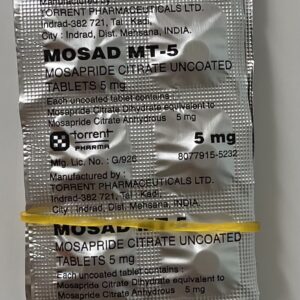 TORRENT PHARMACEUTICALS LTD.
Indrad-382 721, Tal : Kadi,
City : Indrad, Dist. Mehsana, INDIA.
MOSAD MT-5
MOSAPRIDE CITRATE UNCOATED
TABLETS 5 mg
Each uncoated tablet contains:
Mosapride Citrate Dihydrate equivalent to
Mosapride Citrate Anhydrous 5 mg
torrent
PHARMA
5 mg
Mfg. Lic. No. : G/926
8077915-5232
Manufactured by :
TORRENT PHARMACEUTICALS LTD.
Indrad-382 721, Tal : Kadi,
City : Indrad, Dist. Mehsana, INDIA.
MOSAD MT-5
MOSAPRIDE CITRATE UNCOATED
TABLETS 5 mg
Each uncoated tablet contains :
Mosapride Citrate Dihydrate equivalent to
Mosapride Citrate Anhydrous 5 mg